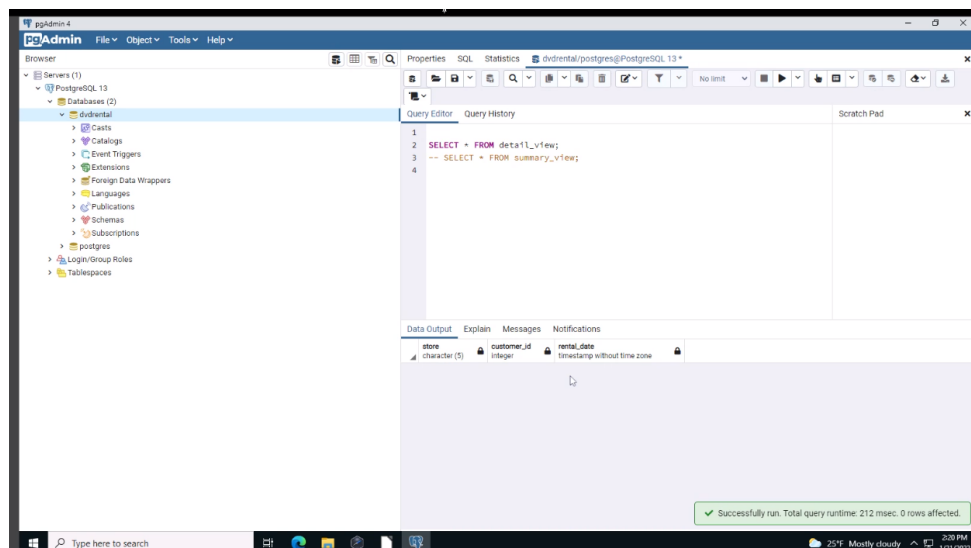 pgAdmin 4
pgAdmin File Object Tools Help
Browser
Servers (1)
PostgreSQL 13
Databases (2)
dvdrental
Casts
Catalogs
Event Triggers
Extensions
Foreign Data Wrappers
Languages
Publications
Schemas
Subscriptions
postgres
Login/Group Roles
Tablespaces
Properties SQL Statistics dvdrental/postgres@PostgreSQL 13 *
No limit
Query Editor Query History
Scratch Pad
1
2 SELECT * FROM detail_view;
3 -- SELECT * FROM summary_view;
4
Data Output Explain Messages Notifications
store
character (5)
customer_id
integer
rental_date
timestamp without time zone
Successfully run. Total query runtime: 212 msec. 0 rows affected.
Type here to search
25°F Mostly cloudy
2:20 PM